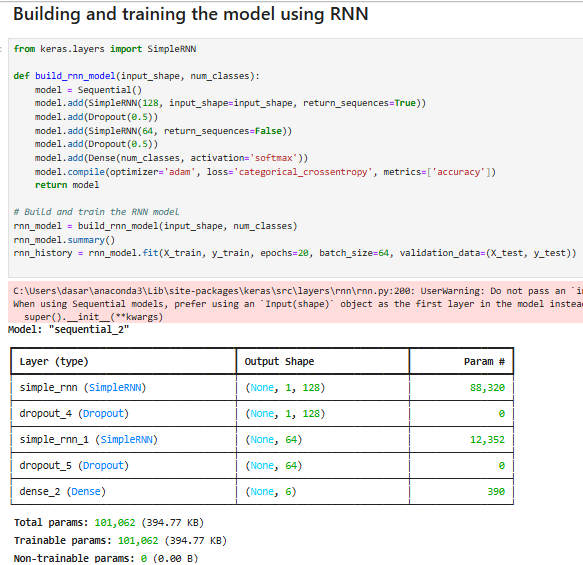 Building and training the model using RNN
from keras.layers import SimpleRNN
def build_rnn_model(input_shape, num_classes):
    model = Sequential()
    model.add(SimpleRNN(128, input_shape=input_shape, return_sequences=True))
    model.add(Dropout(0.5))
    model.add(SimpleRNN(64, return_sequences=False))
    model.add(Dropout(0.5))
    model.add(Dense(num_classes, activation='softmax'))
    model.compile(optimizer='adam', loss='categorical_crossentropy', metrics=['accuracy'])
    return model
# Build and train the RNN model
rnn_model = build_rnn_model(input_shape, num_classes)
rnn_model.summary()
rnn_history = rnn_model.fit(X_train, y_train, epochs=20, batch_size=64, validation_data=(X_test, y_test))
C:\Users\dasar\anaconda3\Lib\site-packages\keras\src\layers\rnn\rnn.py:200: UserWarning: Do not pass an `i
When using Sequential models, prefer using an `Input(shape)` object as the first layer in the model instea
  super().__init__(**kwargs)
Model: "sequential_2"
Layer (type) Output Shape Param #
simple_rnn (SimpleRNN) (None, 1, 128) 88,320
dropout_4 (Dropout) (None, 1, 128) 0
simple_rnn_1 (SimpleRNN) (None, 64) 12,352
dropout_5 (Dropout) (None, 64) 0
dense_2 (Dense) (None, 6) 390
Total params: 101,062 (394.77 KB)
Trainable params: 101,062 (394.77 KB)
Non-trainable params: 0 (0.00 B)